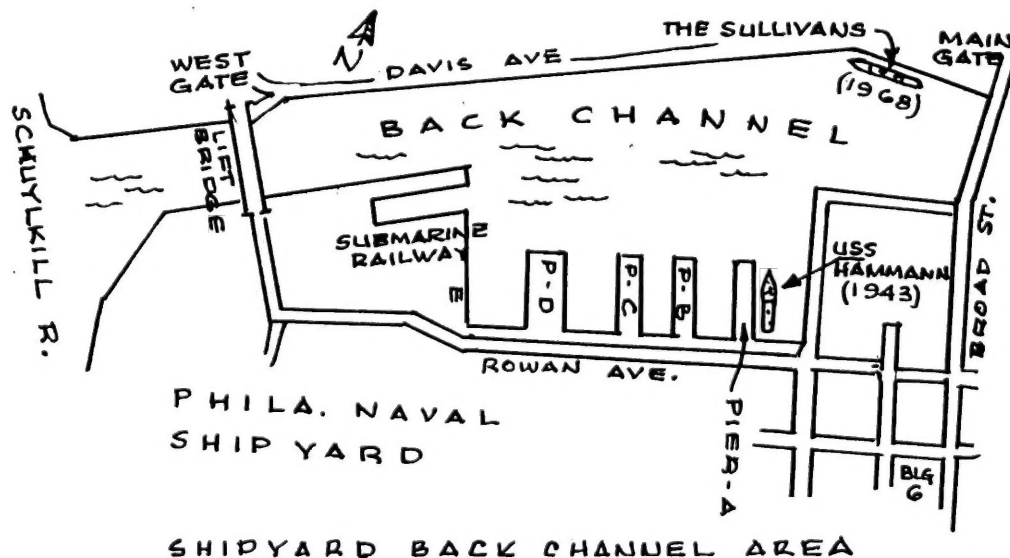 THE SULLIVANS
MAIN
GATE
(1968)
N
WEST
GATE
DAVIS AVE
BACK CHANNEL
SCHUYLKILL R.
LIFT
BRIDGE
SUBMARINE
RAILWAY
E
P-D
P-C
P-B
USS
HAMMANN
(1943)
BROAD ST.
ROWAN AVE.
PIER-A
PHILA. NAVAL
SHIP YARD
BLG
6
SHIPYARD BACK CHANNEL AREA